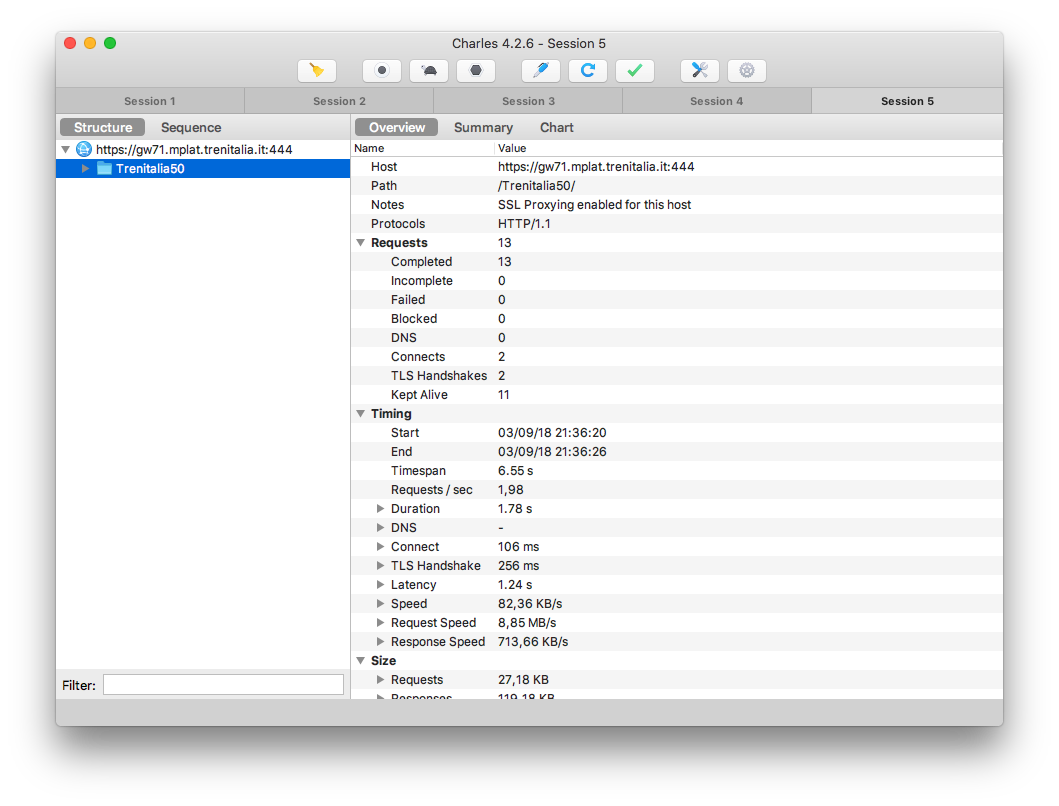 Charles 4.2.6 - Session 5
Session 1 Session 2 Session 3 Session 4 Session 5
Structure Sequence
https://gw71.mplat.trenitalia.it:444
Trenitalia50
Filter:
Overview Summary Chart
Name Value
Host https://gw71.mplat.trenitalia.it:444
Path /Trenitalia50/
Notes SSL Proxying enabled for this host
Protocols HTTP/1.1
Requests 13
Completed 13
Incomplete 0
Failed 0
Blocked 0
DNS 0
Connects 2
TLS Handshakes 2
Kept Alive 11
Timing
Start 03/09/18 21:36:20
End 03/09/18 21:36:26
Timespan 6.55 s
Requests / sec 1,98
Duration 1.78 s
DNS -
Connect 106 ms
TLS Handshake 256 ms
Latency 1.24 s
Speed 82,36 KB/s
Request Speed 8,85 MB/s
Response Speed 713,66 KB/s
Size
Requests 27,18 KB
Responses 119,18 KB